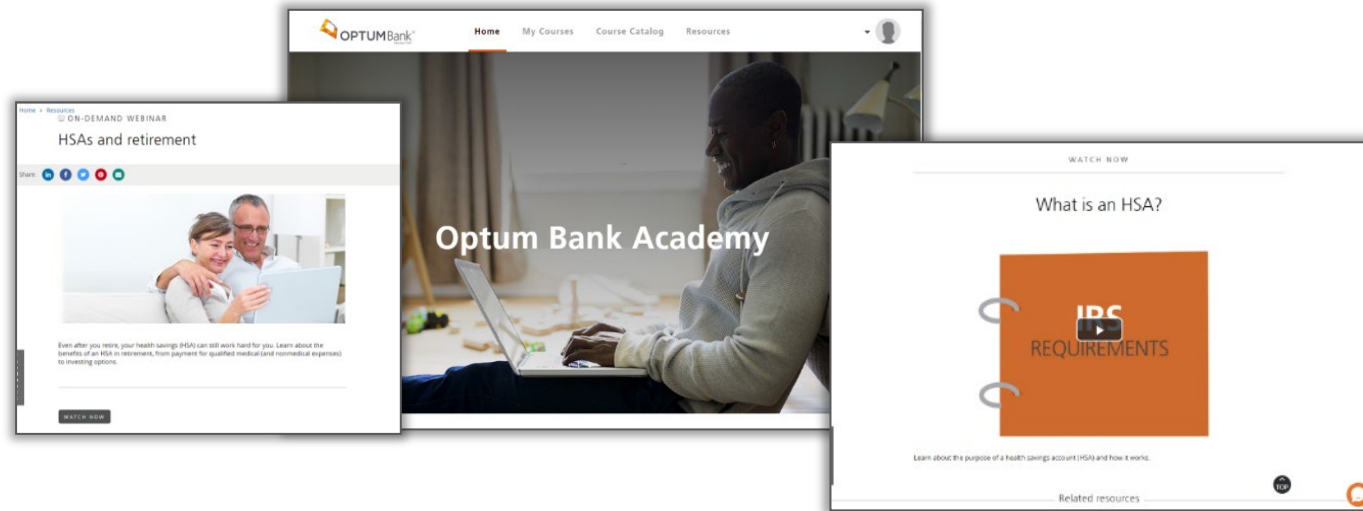 OPTUMBank®
Home
My Courses
Course Catalog
Resources
Optum Bank Academy
Home > Resources
ON-DEMAND WEBINAR
HSAs and retirement
Share
Even after you retire, your health savings (HSA) can still work hard for you. Learn about the
benefits of an HSA in retirement, from payment for qualified medical (and nonmedical expenses)
to investing options.
WATCH NOW
WATCH NOW
What is an HSA?
IRS
REQUIREMENTS
Learn about the purpose of a health savings account (HSA) and how it works.
TOP
Related resources